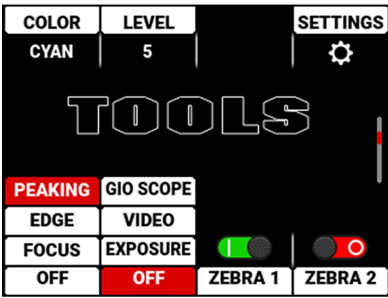 COLOR LEVEL SETTINGS
CYAN 5
TOOLS
PEAKING GIO SCOPE
EDGE VIDEO
FOCUS EXPOSURE
OFF OFF ZEBRA 1 ZEBRA 2